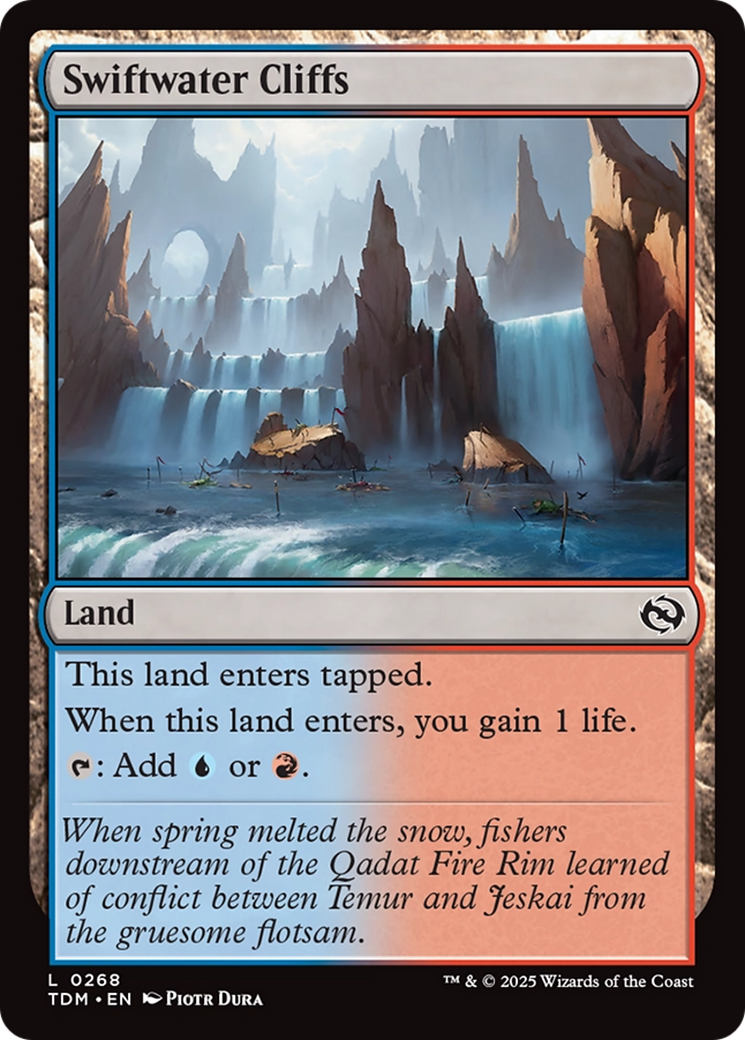 Swiftwater Cliffs
Land
This land enters tapped.
When this land enters, you gain 1 life.
: Add or .
When spring melted the snow, fishers
downstream of the Qadat Fire Rim learned
of conflict between Temur and Jeskai from
the gruesome flotsam.
L 0268
TDM • EN Piotr Dura
™ & © 2025 Wizards of the Coast